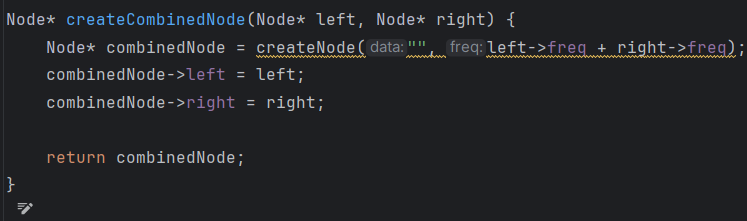 Node* createCombinedNode(Node* left, Node* right) {
    Node* combinedNode = createNode( data: "",  freq: left->freq + right->freq);
    combinedNode->left = left;
    combinedNode->right = right;

    return combinedNode;
}